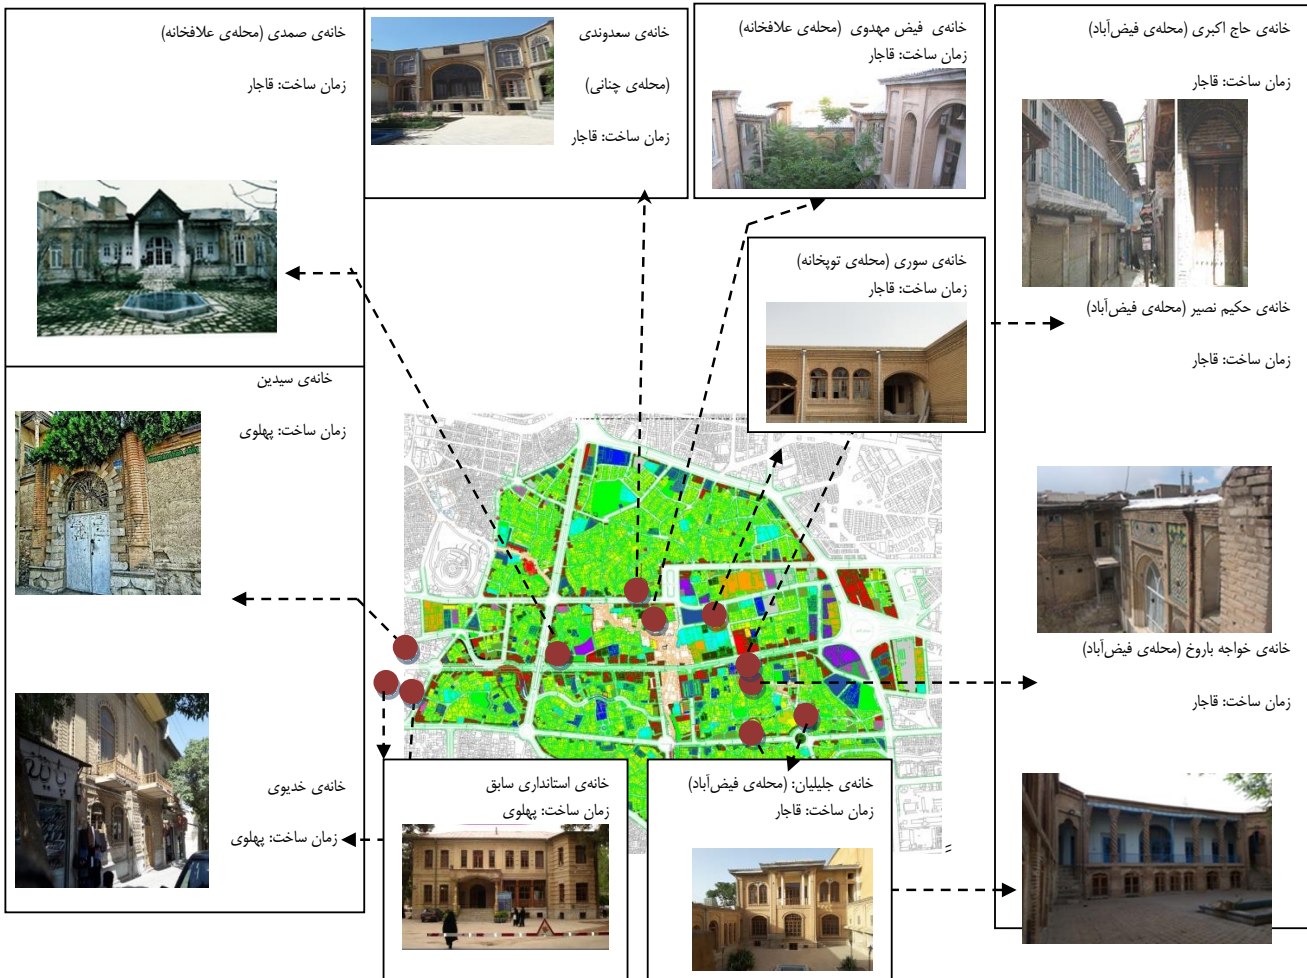 خانه‌ی حاج اکبری (محله‌ی فیض‌آباد)
زمان ساخت: قاجار
خانه‌ی حکیم نصیر (محله‌ی فیض‌آباد)
زمان ساخت: قاجار
خانه‌ی خواجه باروخ (محله‌ی فیض‌آباد)
زمان ساخت: قاجار
خانه‌ی فیض مهدوی (محله‌ی علافخانه)
زمان ساخت: قاجار
خانه‌ی سوری (محله‌ی توپخانه)
زمان ساخت: قاجار
خانه‌ی سعدوندی
(محله‌ی چنانی)
زمان ساخت: قاجار
خانه‌ی صمدی (محله‌ی علافخانه)
زمان ساخت: قاجار
خانه‌ی سیدین
زمان ساخت: پهلوی
خانه‌ی خدیوی
زمان ساخت: پهلوی
خانه‌ی جلیلیان: (محله‌ی فیض‌آباد)
زمان ساخت: قاجار
خانه‌ی استانداری سابق
زمان ساخت: پهلوی